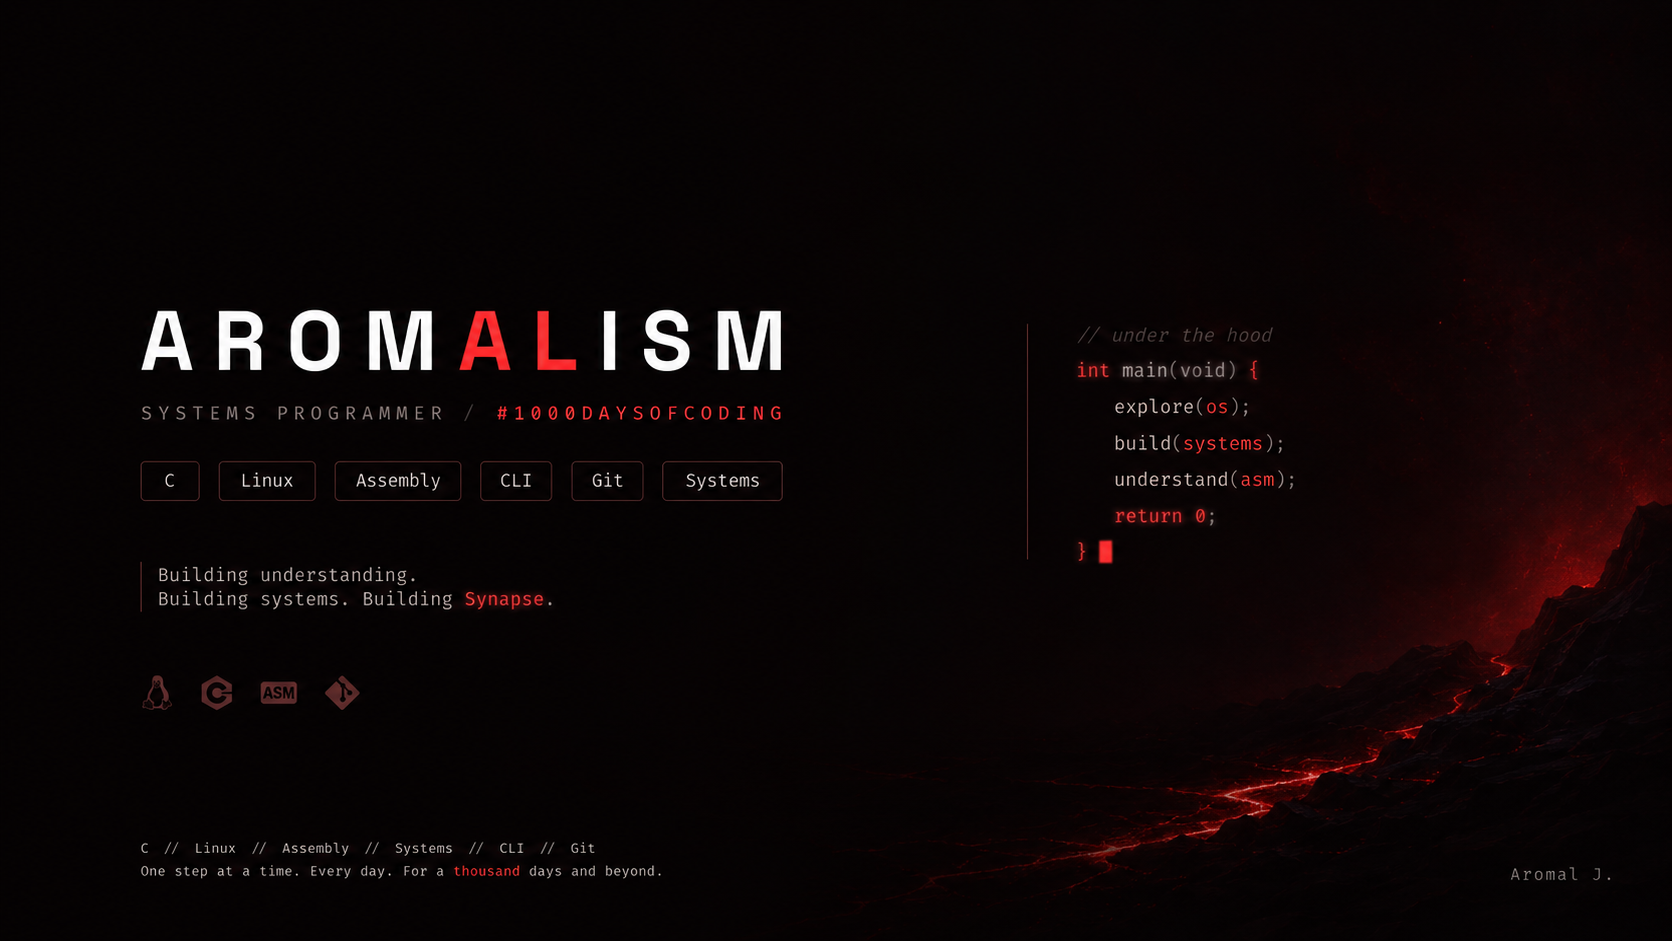 AROMALISM
SYSTEMS PROGRAMMER / #1000DAYSOFCODING
C Linux Assembly CLI Git Systems
Building understanding.
Building systems. Building Synapse.
ASM
C // Linux // Assembly // Systems // CLI // Git
One step at a time. Every day. For a thousand days and beyond.
// under the hood
int main(void) {
explore(os);
build(systems);
understand(asm);
return 0;
}
Aromal J.